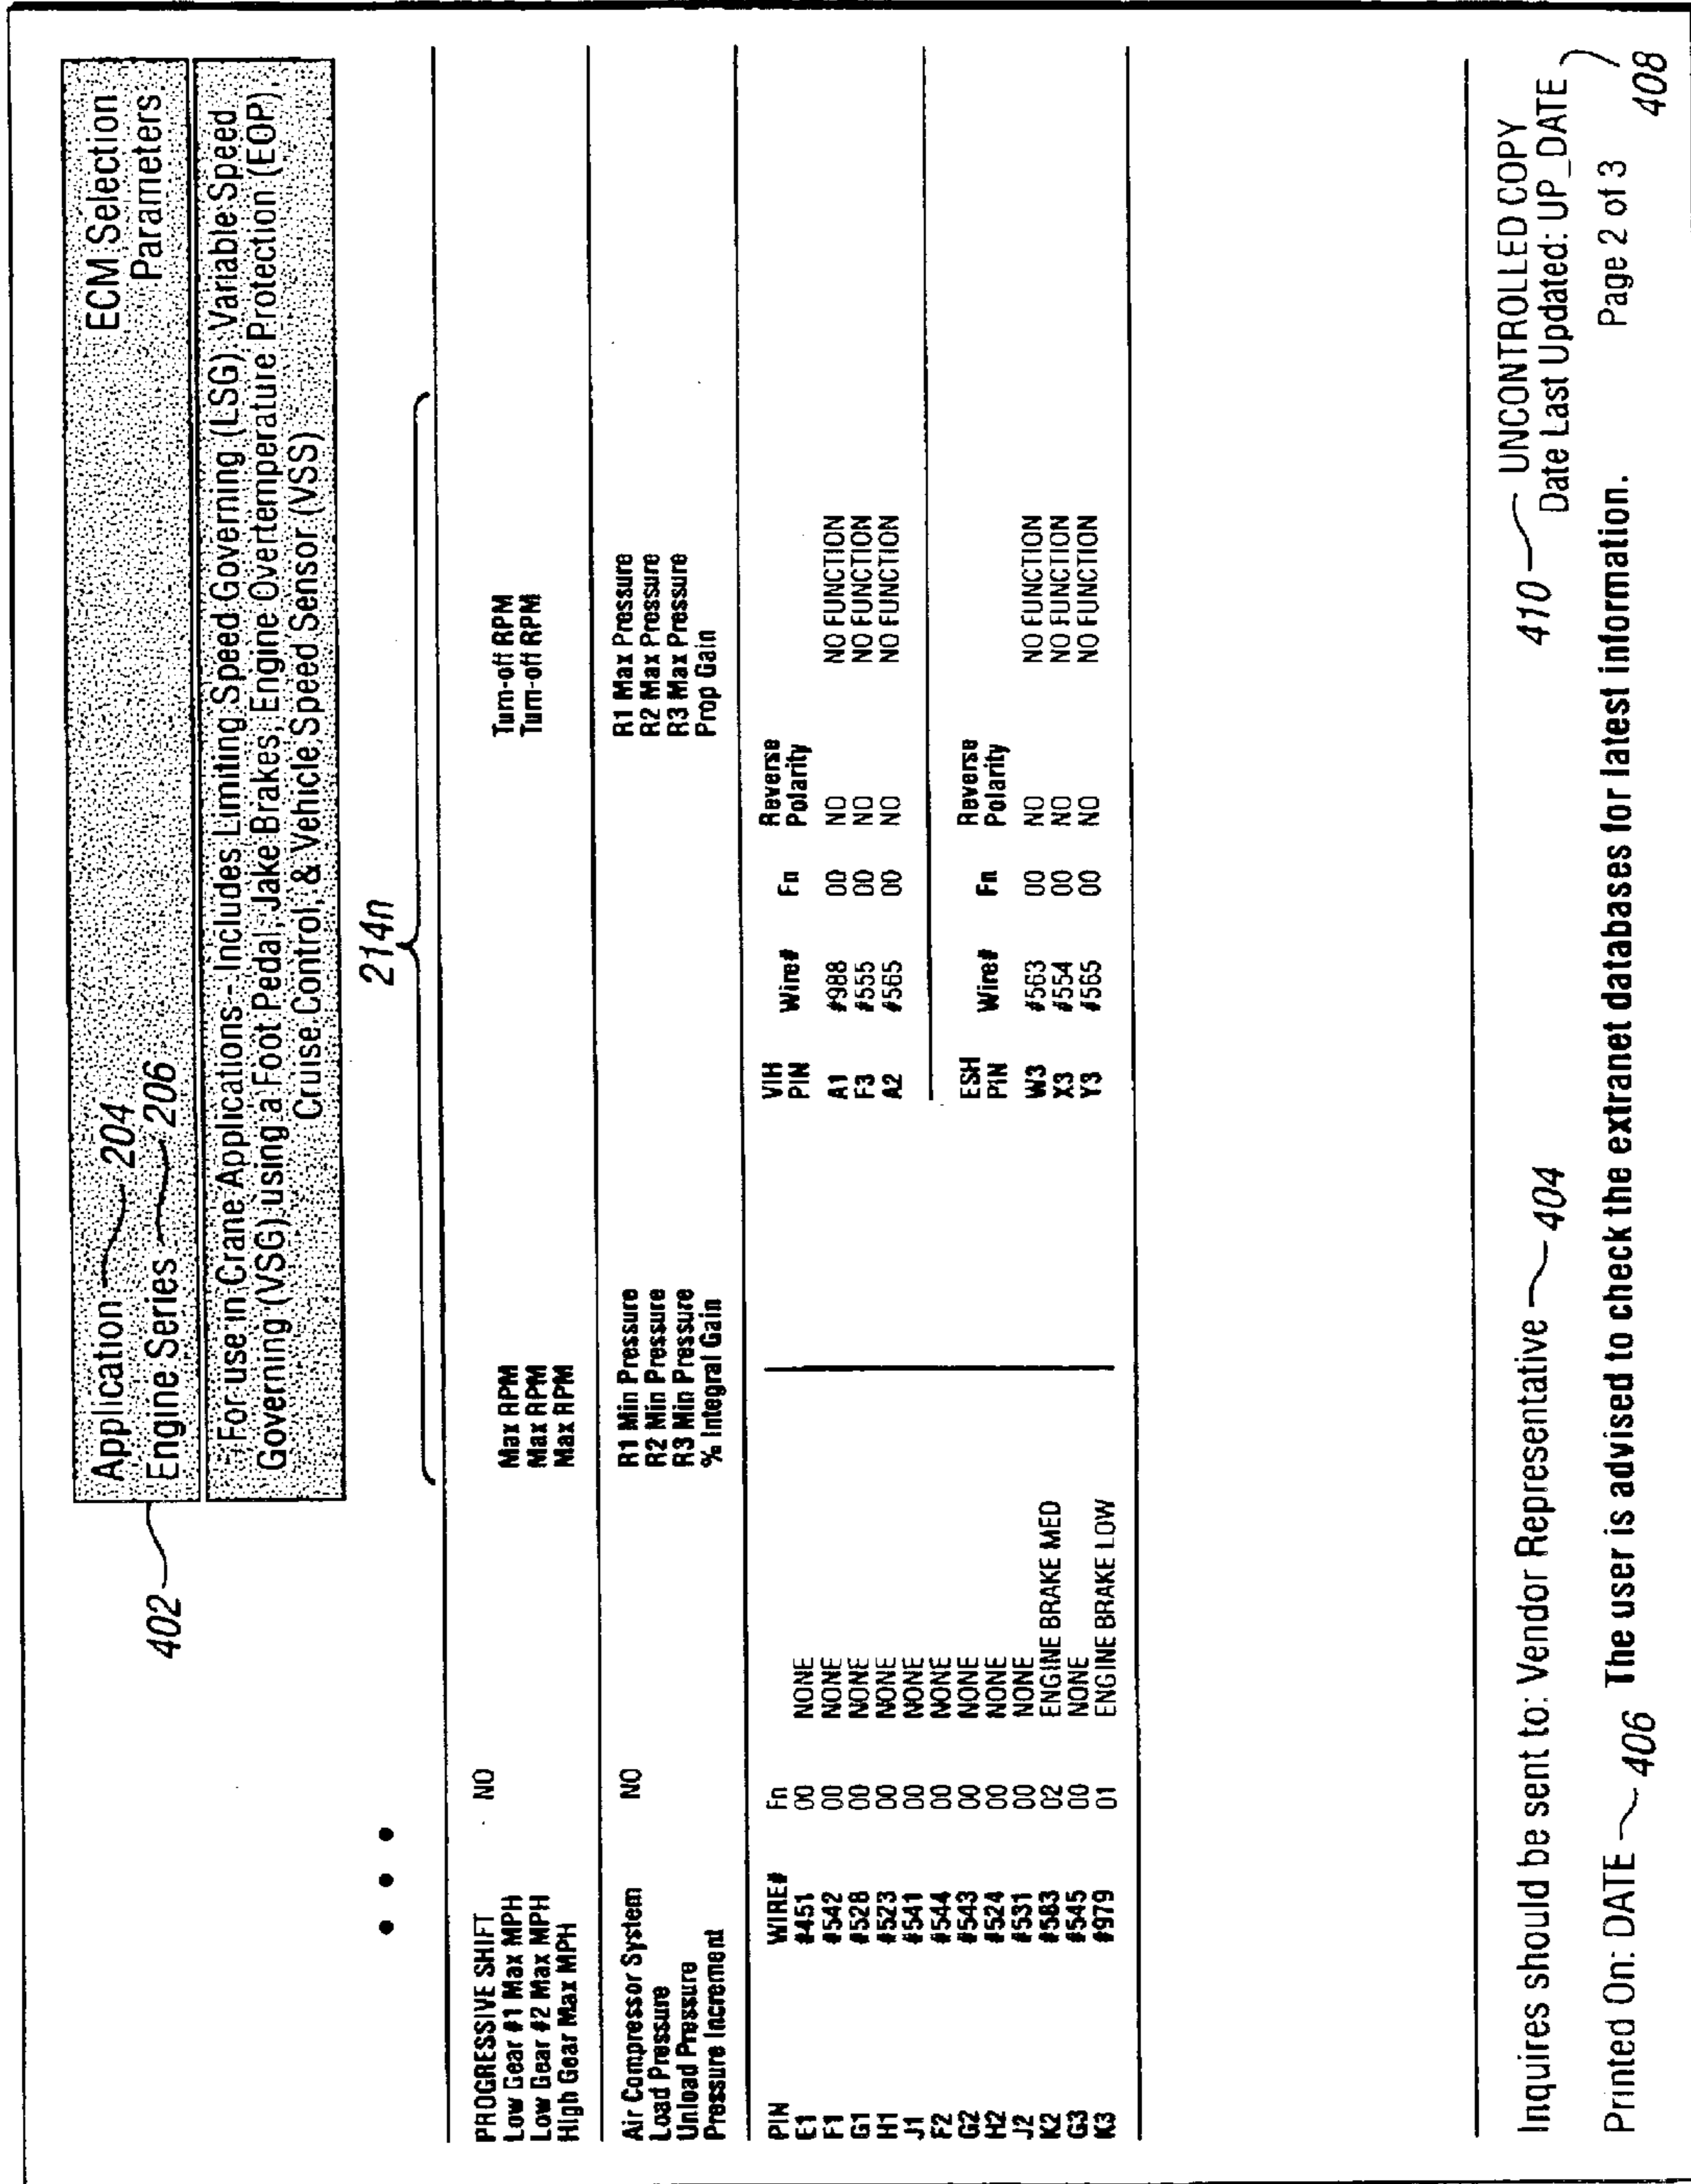 Application 204 ECM Selection
402 Engine Series 206 Parameters
For use in Crane Applications - Includes Limiting Speed Governing (LSG), Variable Speed
Governing (VSG) using a Foot Pedal, Jake Brakes, Engine Overtemperature Protection (EOP),
Cruise Control, & Vehicle Speed Sensor (VSS)
• • • 214n
PROGRESSIVE SHIFT NO
Low Gear #1 Max MPH Max RPM Turn-off RPM
Low Gear #2 Max MPH Max RPM Turn-off RPM
High Gear Max MPH Max RPM
Air Compressor System NO R1 Min Pressure R1 Max Pressure
Load Pressure R2 Min Pressure R2 Max Pressure
Unload Pressure R3 Min Pressure R3 Max Pressure
Pressure Increment % Integral Gain Prop Gain
VIH Reverse
PIN WIRE# Fn PIN Wire# Fn Polarity
E1 #451 00 NONE
F1 #542 00 NONE A1 #988 00 NO NO FUNCTION
G1 #528 00 NONE F3 #555 00 NO NO FUNCTION
H1 #523 00 NONE A2 #565 00 NO NO FUNCTION
J1 #541 00 NONE
F2 #544 00 NONE
G2 #543 00 NONE ESH Reverse
H2 #524 00 NONE PIN Wire# Fn Polarity
J2 #531 00 NONE W3 #563 00 NO NO FUNCTION
K2 #583 02 ENGINE BRAKE MED X3 #554 00 NO NO FUNCTION
G3 #545 00 NONE Y3 #565 00 NO NO FUNCTION
K3 #979 01 ENGINE BRAKE LOW
Inquires should be sent to: Vendor Representative 404 410 UNCONTROLLED COPY
Date Last Updated: UP_DATE
Printed On: DATE 406 The user is advised to check the extranet databases for latest information. Page 2 of 3
408